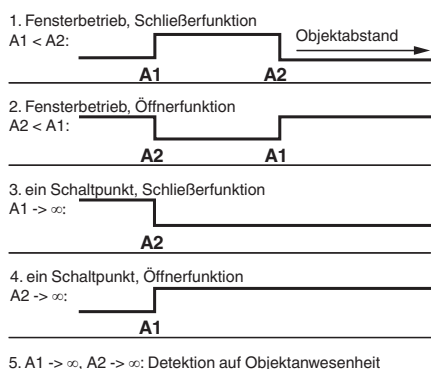 1. Fensterbetrieb, Schließerfunktion
A1 < A2:
Objektabstand
A1 A2
2. Fensterbetrieb, Öffnerfunktion
A2 < A1:
A2 A1
3. ein Schaltpunkt, Schließerfunktion
A1 -> ∞:
A2
4. ein Schaltpunkt, Öffnerfunktion
A2 -> ∞:
A1
5. A1 -> ∞, A2 -> ∞: Detektion auf Objektanwesenheit